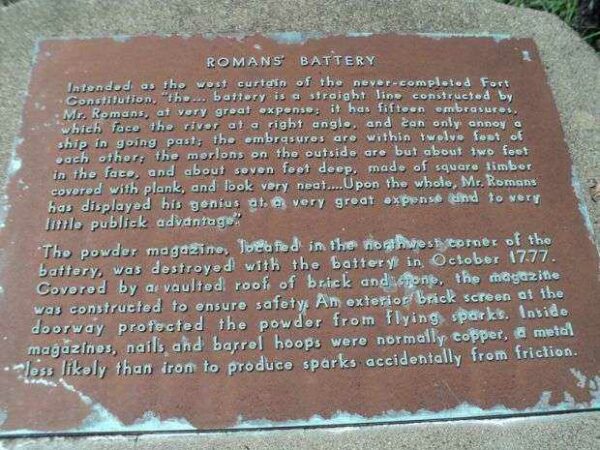 ROMANS' BATTERY
Intended as the west curtain of the never-completed Fort
Constitution, "the... battery is a straight line constructed by
Mr. Romans, at very great expense; it has fifteen embrasures,
which face the river at a right angle, and can only annoy a
ship in going past; the embrasures are within twelve feet of
each other; the merlons on the outside are but about two feet
in the face, and about seven feet deep, made of square timber
covered with plank, and look very neat....Upon the whole, Mr. Romans
has displayed his genius at a very great expense and to very
little publick advantage."
The powder magazine, located in the northwest corner of the
battery, was destroyed with the battery in October 1777.
Covered by a vaulted roof of brick and stone, the magazine
was constructed to ensure safety. An exterior brick screen at the
doorway protected the powder from flying sparks. Inside
magazines, nails and barrel hoops were normally copper, a metal
less likely than iron to produce sparks accidentally from friction.